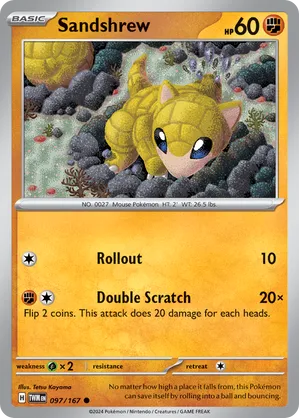 BASIC
Sandshrew HP60
NO. 0027 Mouse Pokémon HT: 2' WT: 26.5 lbs
Rollout 10
Double Scratch 20×
Flip 2 coins. This attack does 20 damage for each heads.
weakness ×2 resistance retreat
Illus. Tetsu Kayama
H TWM EN 097/167
No matter how high a place it falls from, this Pokémon
can save itself by rolling into a ball and bouncing.
©2024 Pokémon / Nintendo / Creatures / GAME FREAK